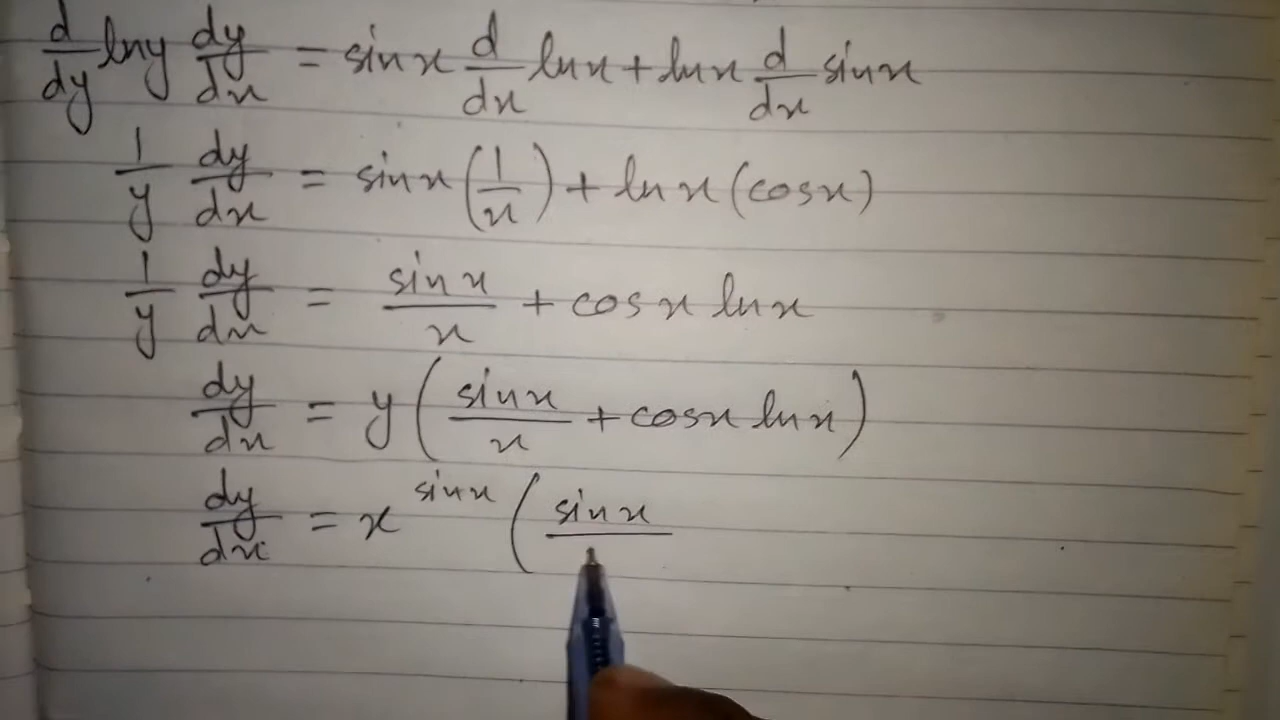 d/dy lny dy/dx = sinx d/dx lnx + lnx d/dx sinx
1/y dy/dx = sinx (1/x) + lnx (cosx)
1/y dy/dx = sinx/x + cosx lnx
dy/dx = y (sinx/x + cosx lnx)
dy/dx = x^sinx (sinx/